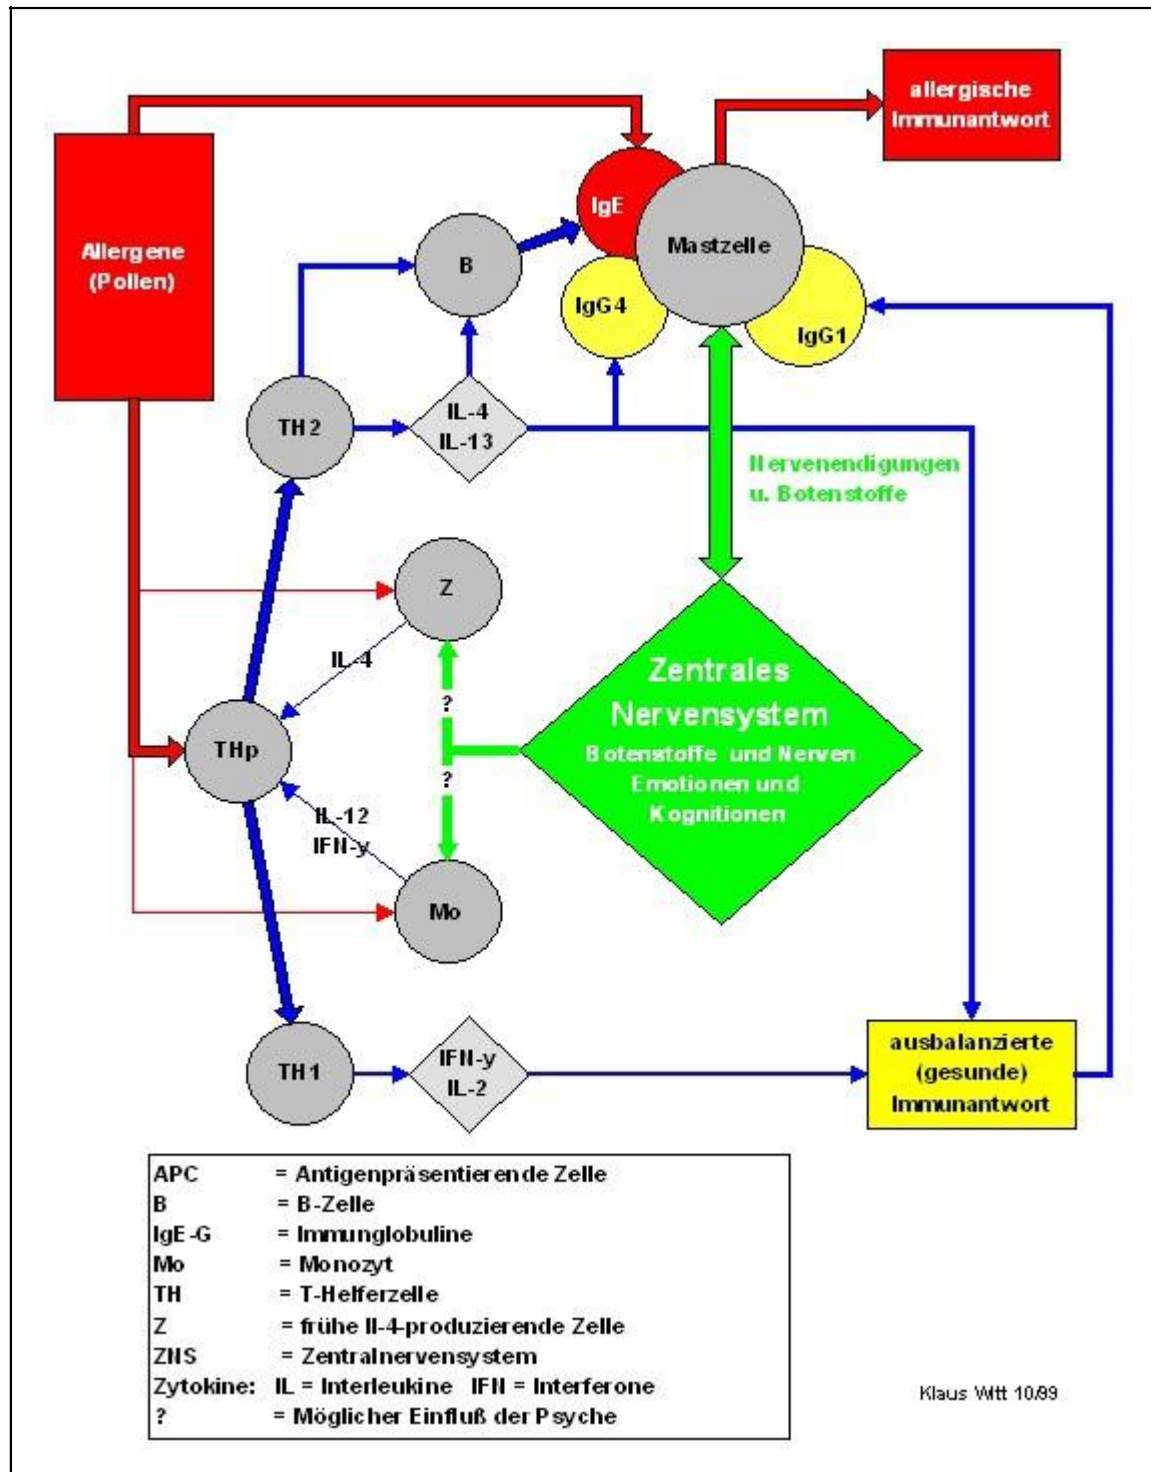 allergische
Immunantwort
Allergene
(Pollen)
IgE
Mastzelle
B
IgG4
IgG1
TH2
IL-4
IL-13
Nervenendigungen
u. Botenstoffe
Z
IL-4
?
Zentrales
Nervensystem
Botenstoffe und Nerven
Emotionen und
Kognitionen
THp
?
IL-12
IFN-y
Mo
TH1
IFN-y
IL-2
ausbalanzierte
(gesunde)
Immunantwort
APC = Antigenpräsentierende Zelle
B = B-Zelle
IgE-G = Immunglobuline
Mo = Monozyt
TH = T-Helferzelle
Z = frühe Il-4-produzierende Zelle
ZNS = Zentralnervensystem
Zytokine: IL = Interleukine IFN = Interferone
? = Möglicher Einfluß der Psyche
Klaus Witt 10/99